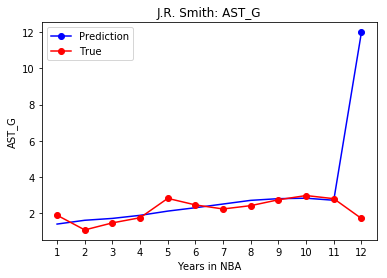 J.R. Smith: AST_G
Prediction
True
12
10
8
6
4
2
AST_G
1 2 3 4 5 6 7 8 9 10 11 12
Years in NBA